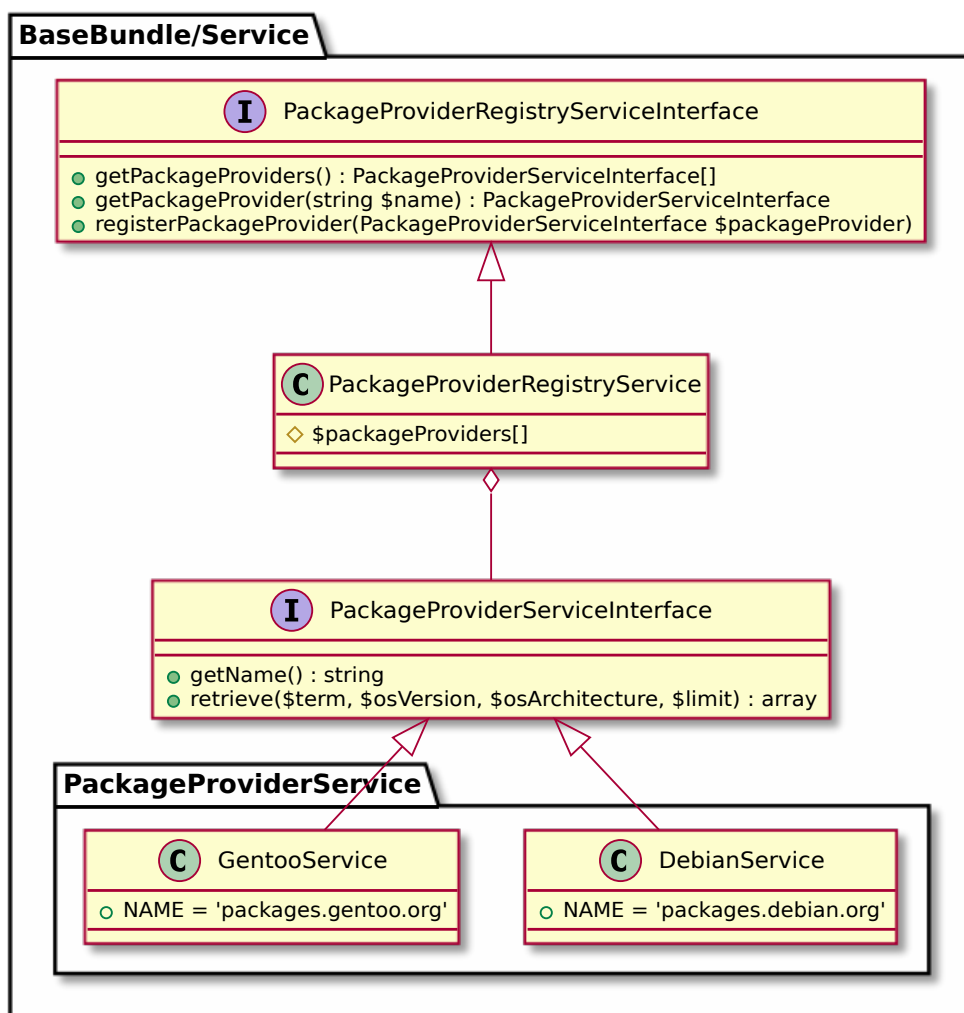 BaseBundle/Service
I PackageProviderRegistryServiceInterface
getPackageProviders() : PackageProviderServiceInterface[]
getPackageProvider(string $name) : PackageProviderServiceInterface
registerPackageProvider(PackageProviderServiceInterface $packageProvider)
C PackageProviderRegistryService
$packageProviders[]
I PackageProviderServiceInterface
getName() : string
retrieve($term, $osVersion, $osArchitecture, $limit) : array
PackageProviderService
C GentooService
NAME = 'packages.gentoo.org'
C DebianService
NAME = 'packages.debian.org'